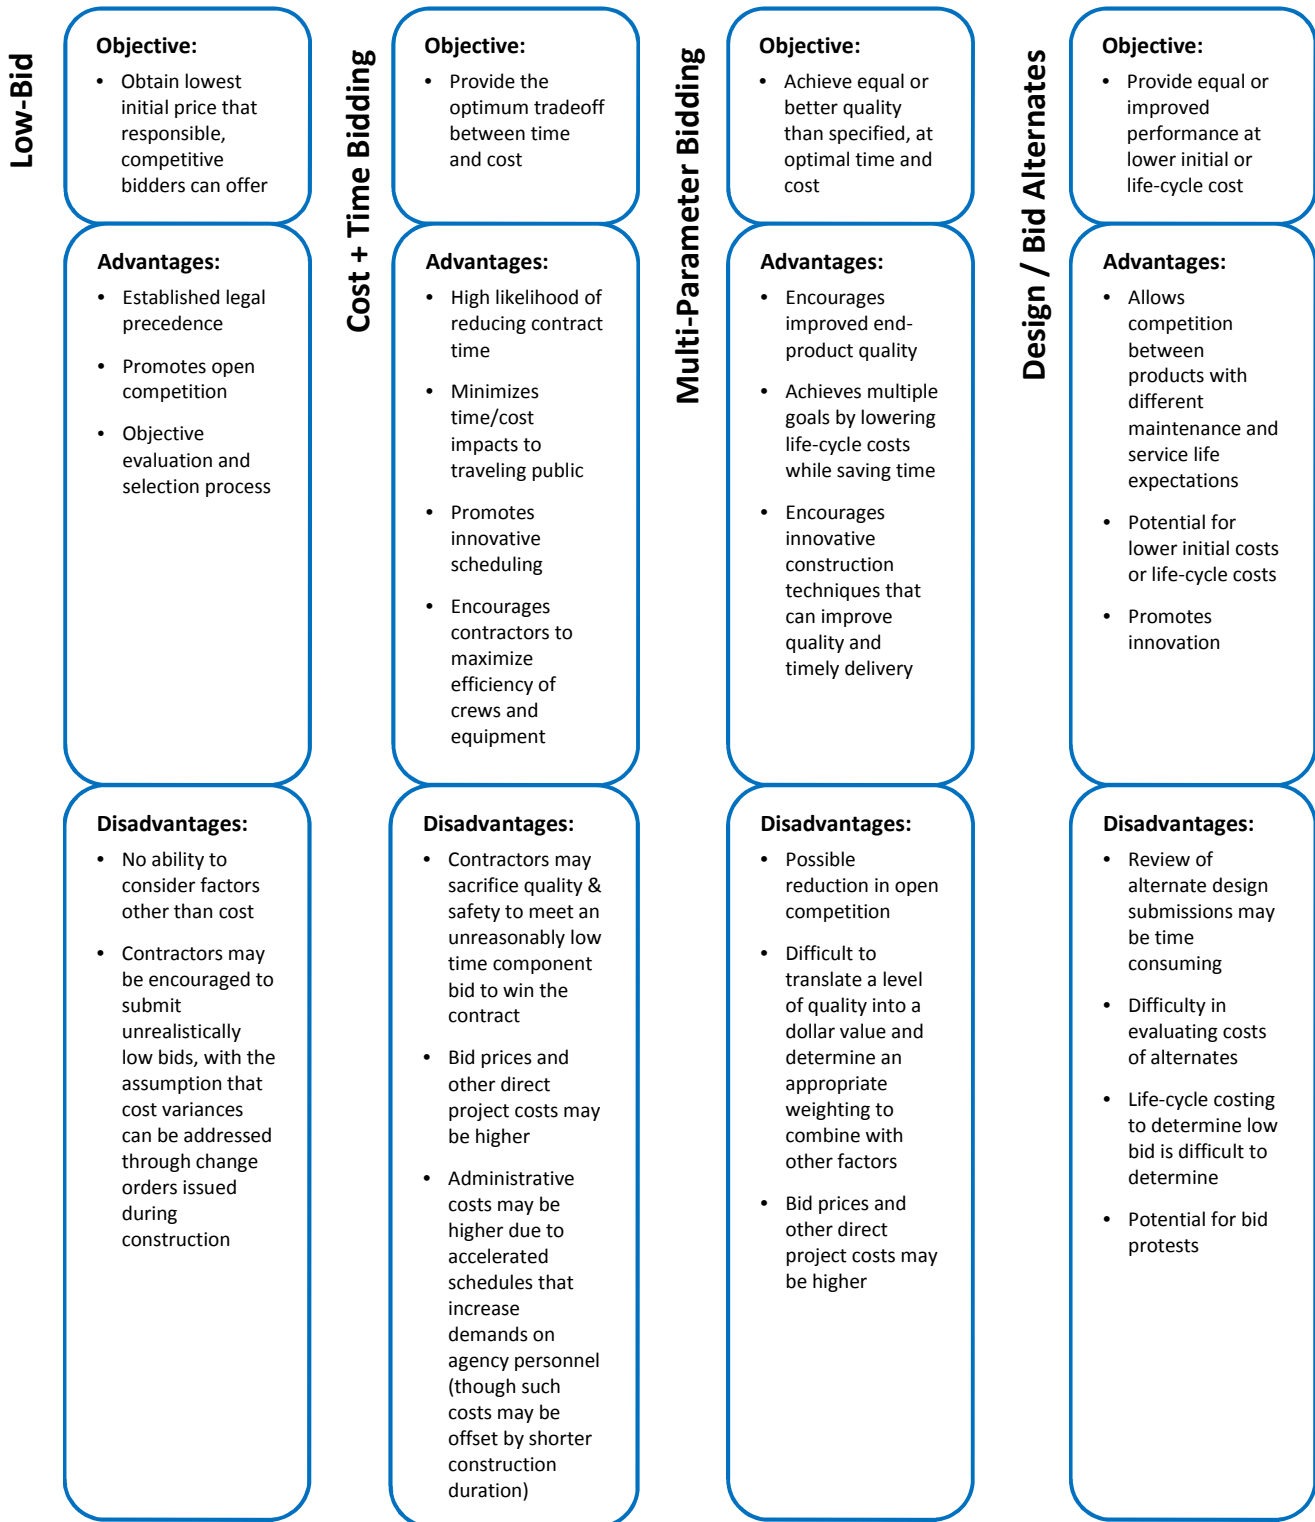 Low-Bid
Objective:
• Obtain lowest
initial price that
responsible,
competitive
bidders can offer
Advantages:
• Established legal
precedence
• Promotes open
competition
• Objective
evaluation and
selection process
Disadvantages:
• No ability to
consider factors
other than cost
• Contractors may
be encouraged to
submit
unrealistically
low bids, with the
assumption that
cost variances
can be addressed
through change
orders issued
during
construction
Cost + Time Bidding
Objective:
• Provide the
optimum tradeoff
between time
and cost
Advantages:
• High likelihood of
reducing contract
time
• Minimizes
time/cost
impacts to
traveling public
• Promotes
innovative
scheduling
• Encourages
contractors to
maximize
efficiency of
crews and
equipment
Disadvantages:
• Contractors may
sacrifice quality &
safety to meet an
unreasonably low
time component
bid to win the
contract
• Bid prices and
other direct
project costs may
be higher
• Administrative
costs may be
higher due to
accelerated
schedules that
increase
demands on
agency personnel
(though such
costs may be
offset by shorter
construction
duration)
Multi-Parameter Bidding
Objective:
• Achieve equal or
better quality
than specified, at
optimal time and
cost
Advantages:
• Encourages
improved end-
product quality
• Achieves multiple
goals by lowering
life-cycle costs
while saving time
• Encourages
innovative
construction
techniques that
can improve
quality and
timely delivery
Disadvantages:
• Possible
reduction in open
competition
• Difficult to
translate a level
of quality into a
dollar value and
determine an
appropriate
weighting to
combine with
other factors
• Bid prices and
other direct
project costs may
be higher
Design / Bid Alternates
Objective:
• Provide equal or
improved
performance at
lower initial or
life-cycle cost
Advantages:
• Allows
competition
between
products with
different
maintenance and
service life
expectations
• Potential for
lower initial costs
or life-cycle costs
• Promotes
innovation
Disadvantages:
• Review of
alternate design
submissions may
be time
consuming
• Difficulty in
evaluating costs
of alternates
• Life-cycle costing
to determine low
bid is difficult to
determine
• Potential for bid
protests